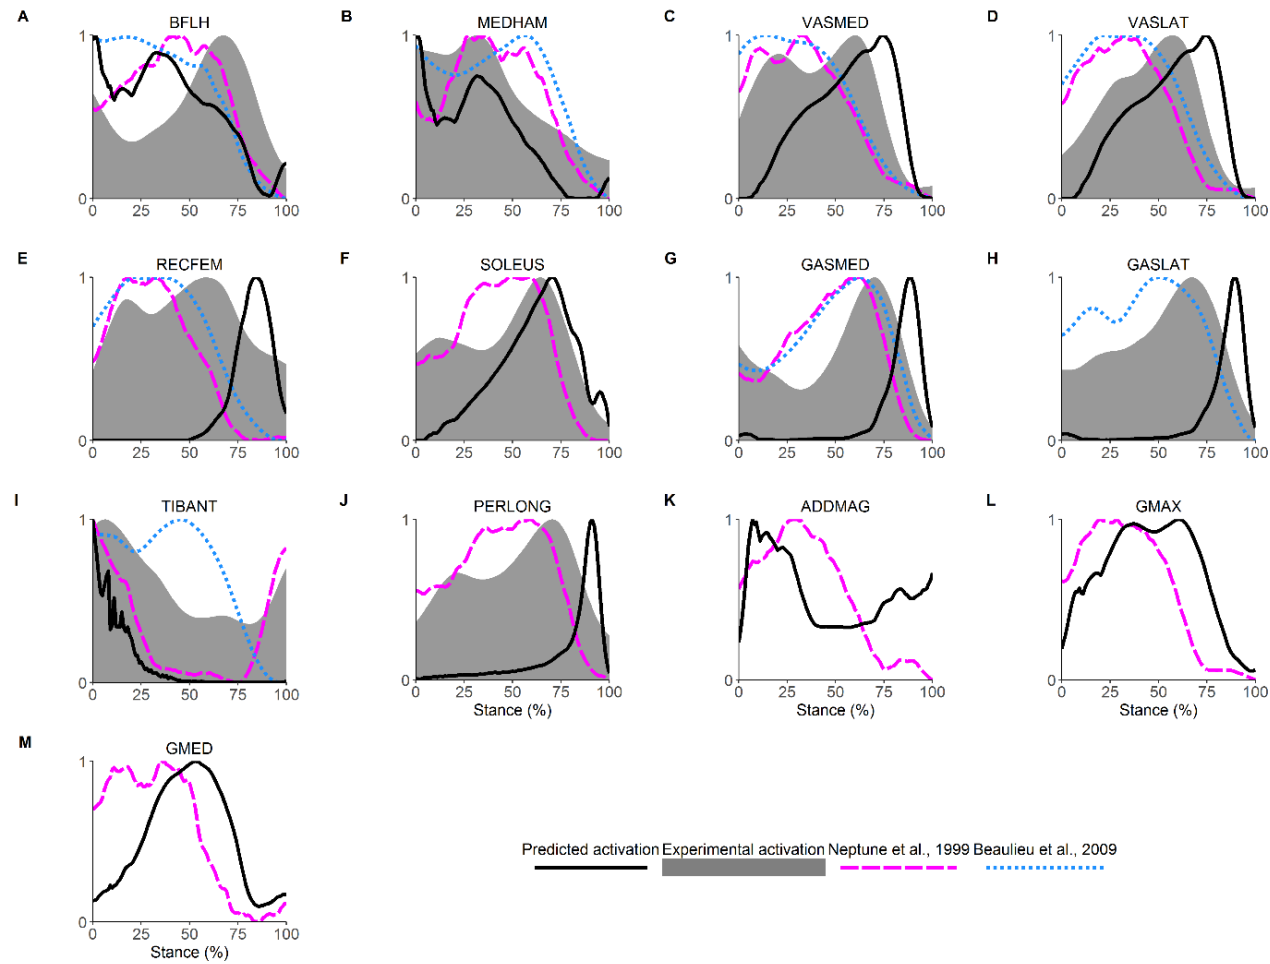 A BFLH
B MEDHAM
C VASMED
D VASLAT
1 1 1 1
0 0 0 0
0 25 50 75 100 0 25 50 75 100 0 25 50 75 100 0 25 50 75 100
E RECFEM
F SOLEUS
G GASMED
H GASLAT
1 1 1 1
0 0 0 0
0 25 50 75 100 0 25 50 75 100 0 25 50 75 100 0 25 50 75 100
I TIBANT
J PERLONG
K ADDMAG
L GMAX
1 1 1 1
0 0 0 0
0 25 50 75 100 0 25 50 75 100 0 25 50 75 100 0 25 50 75 100
Stance (%) Stance (%) Stance (%)
M GMED
1
0
0 25 50 75 100
Stance (%)
Predicted activation Experimental activation Neptune et al., 1999 Beaulieu et al., 2009